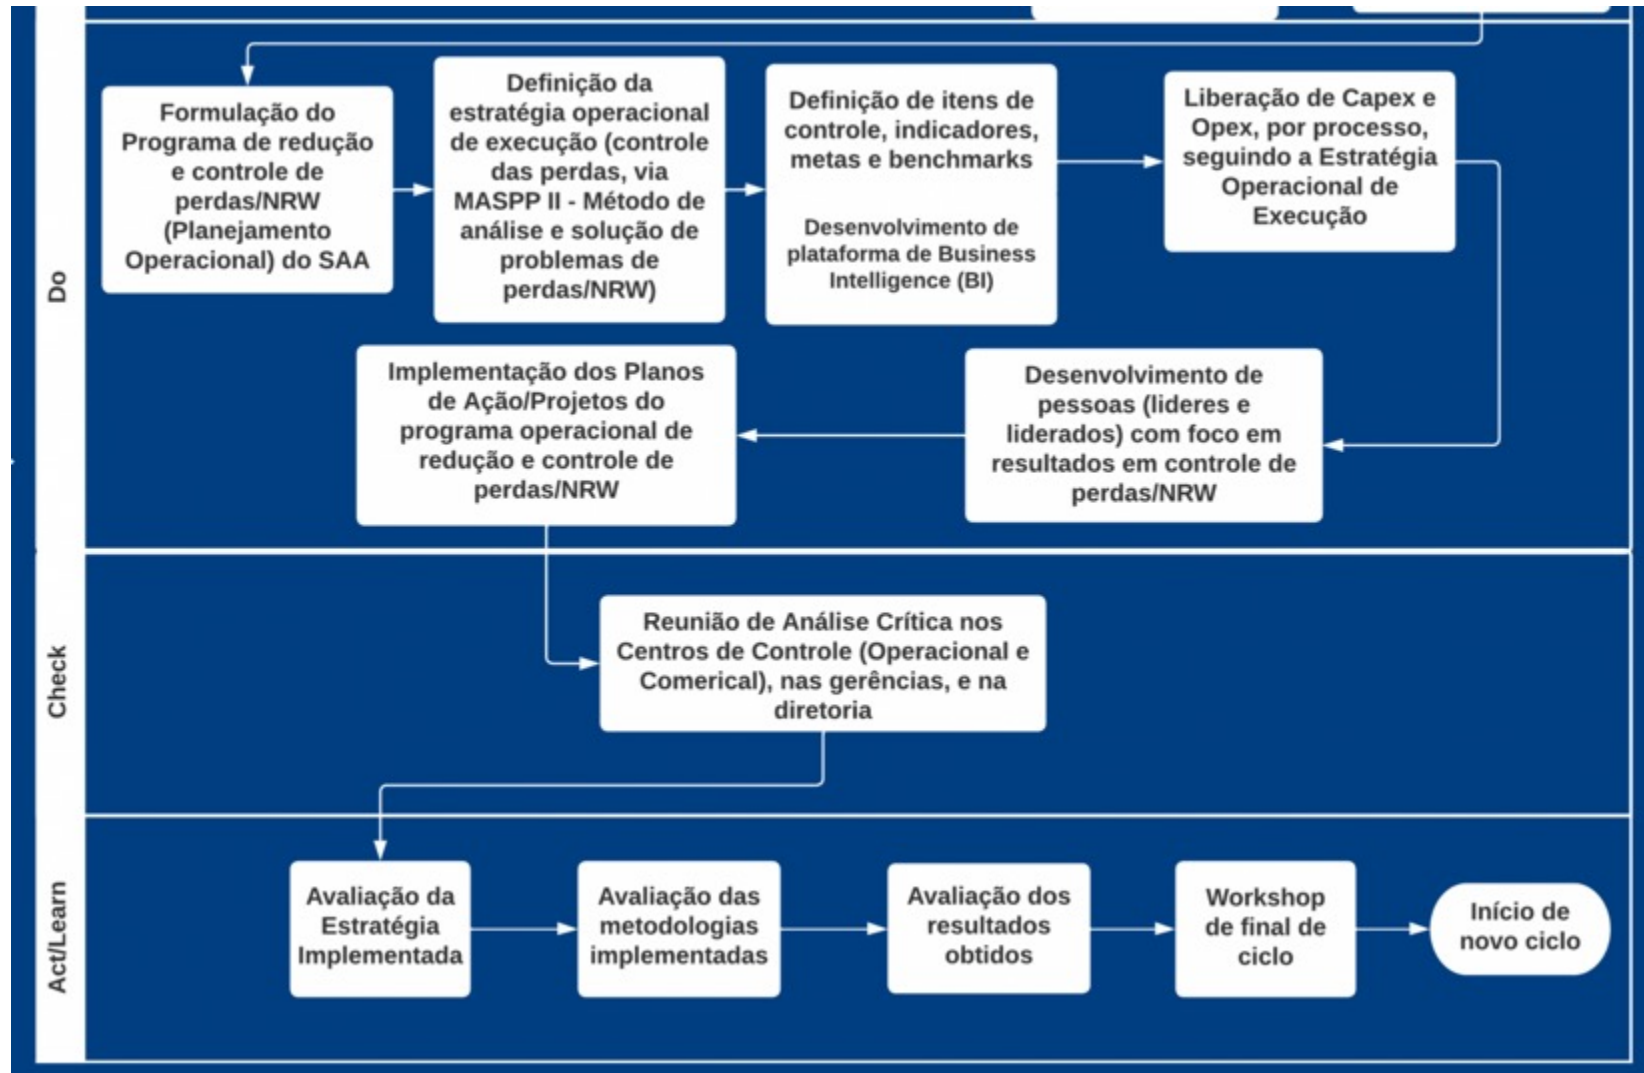 Do
Formulação do
Programa de redução
e controle de
perdas/NRW
(Planejamento
Operacional) do SAA
Definição da
estratégia operacional
de execução (controle
das perdas, via
MASPP II - Método de
análise e solução de
problemas de
perdas/NRW)
Definição de itens de
controle, indicadores,
metas e benchmarks
Desenvolvimento de
plataforma de Business
Intelligence (BI)
Liberação de Capex e
Opex, por processo,
seguindo a Estratégia
Operacional de
Execução
Desenvolvimento de
pessoas (lideres e
liderados) com foco em
resultados em controle de
perdas/NRW
Implementação dos Planos
de Ação/Projetos do
programa operacional de
redução e controle de
perdas/NRW
Check
Reunião de Análise Crítica nos
Centros de Controle (Operacional e
Comerical), nas gerências, e na
diretoria
Act/Learn
Avaliação da
Estratégia
Implementada
Avaliação das
metodologias
implementadas
Avaliação dos
resultados
obtidos
Workshop
de final de
ciclo
Início de
novo ciclo